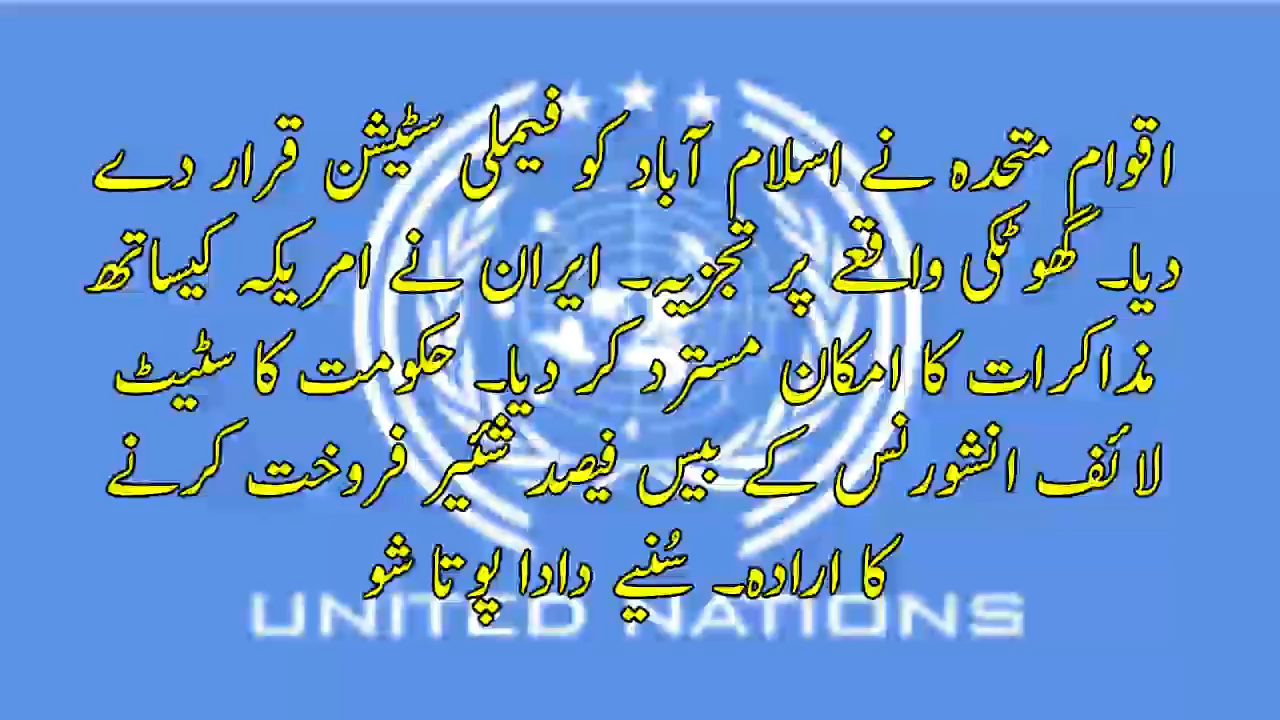 اقوامِ متحدہ نے اسلام آباد کو فیملی سٹیشن قرار دے
دیا۔ گھوٹکی واقعے پر تجزیہ۔ ایران نے امریکہ کیساتھ
مذاکرات کا امکان مسترد کر دیا۔ حکومت کا سٹیٹ
لائف انشورنس کے بیس فیصد شئیر فروخت کرنے
کا ارادہ۔ سُنیے دادا پوتا شو
UNITED NATIONS